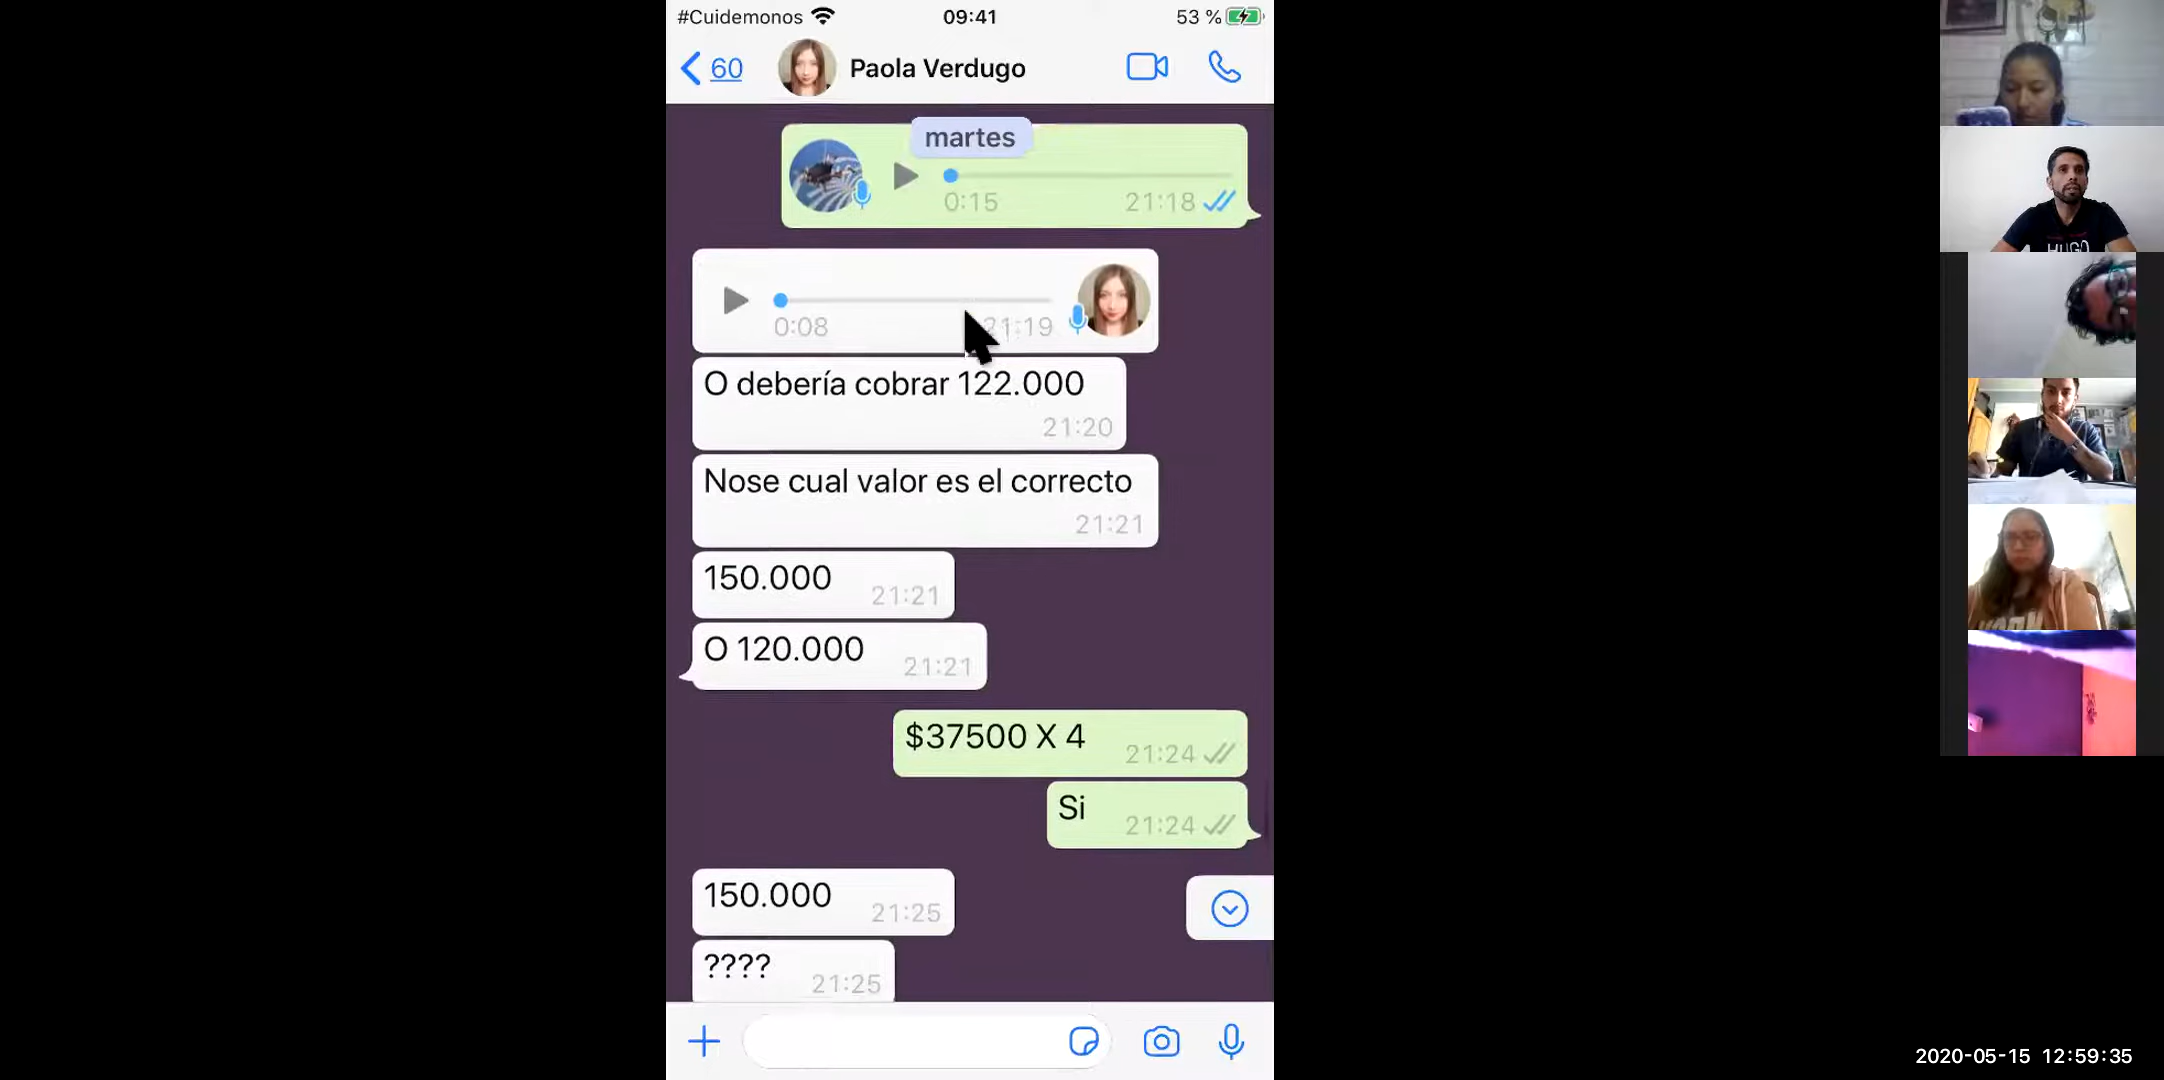 #Cuidemonos 09:41 53 %
60 Paola Verdugo
martes
0:15 21:18
0:08 21:19
O debería cobrar 122.000
21:20
Nose cual valor es el correcto
21:21
150.000 21:21
O 120.000 21:21
$37500 X 4 21:24
Si 21:24
150.000 21:25
???? 21:25
HUGO
2020-05-15 12:59:35